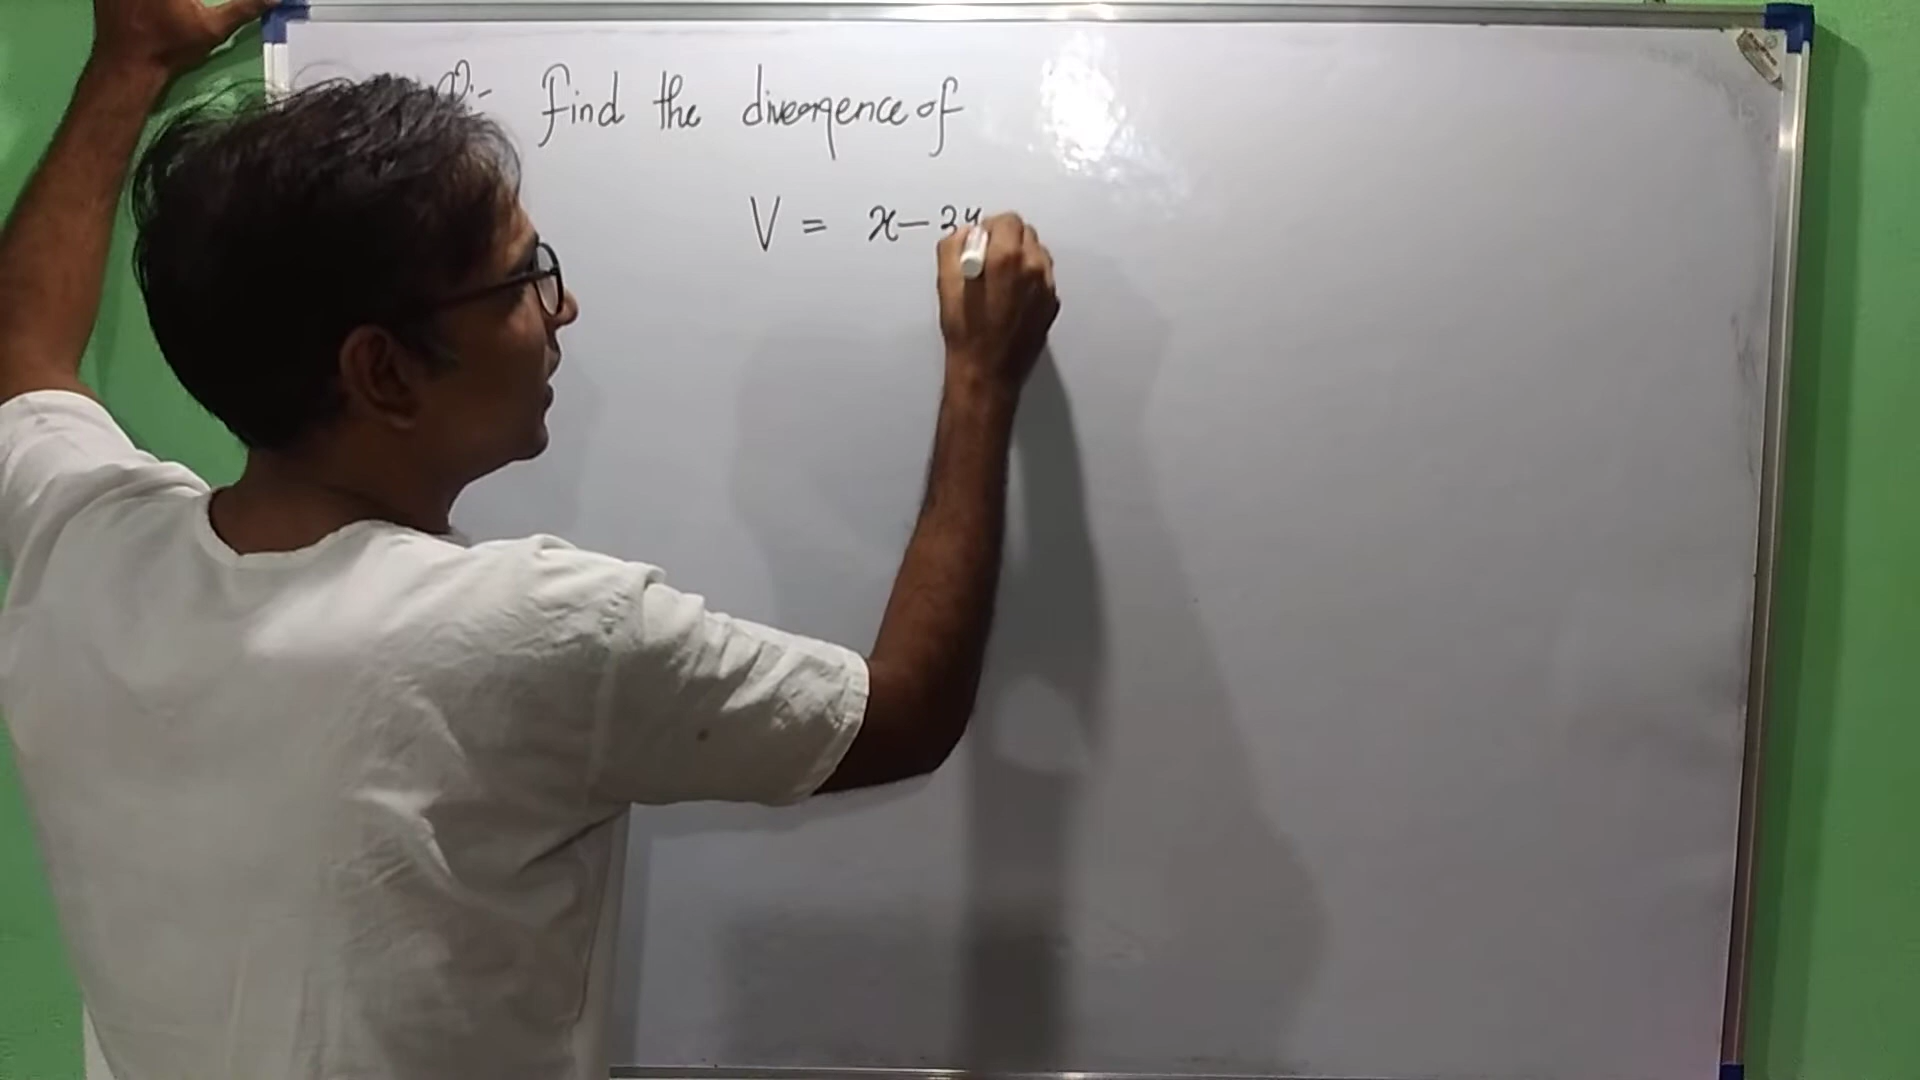 Q:- Find the divergence of
V = x - 3y